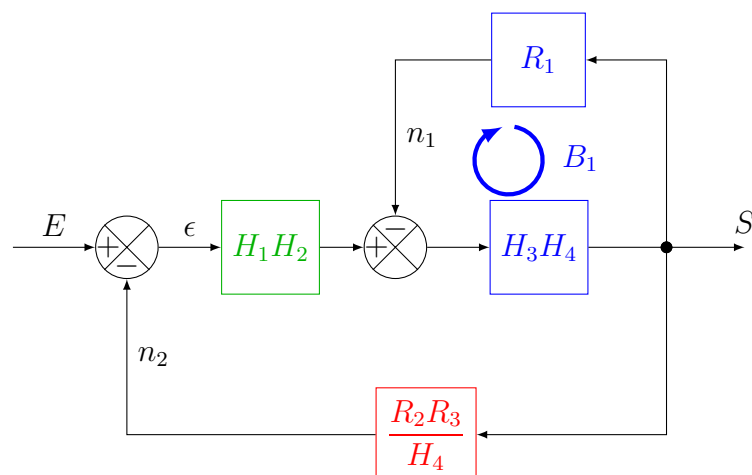 R₁
n₁
B₁
E
+
−
ϵ
H₁H₂
+
−
H₃H₄
S
n₂
R₂R₃
H₄